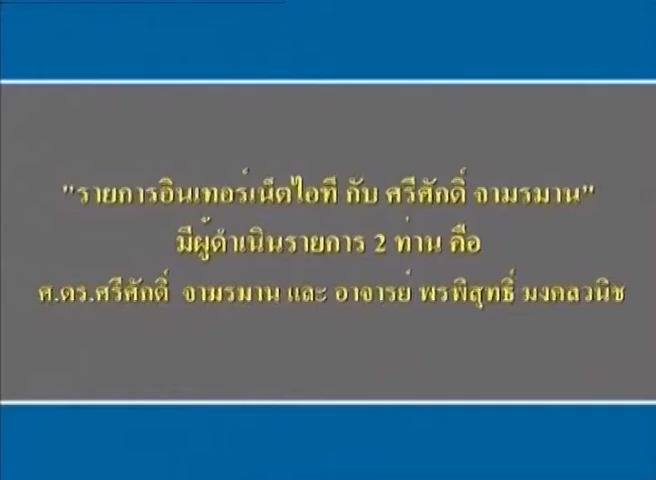 "รายการอินเทอร์เน็ตไอที กับ ศรีศักดิ์ จามรมาน"
มีผู้ดำเนินรายการ 2 ท่าน คือ
ศ.ดร.ศรีศักดิ์ จามรมาน และ อาจารย์ พรพิสุทธิ์ มงคลวนิช